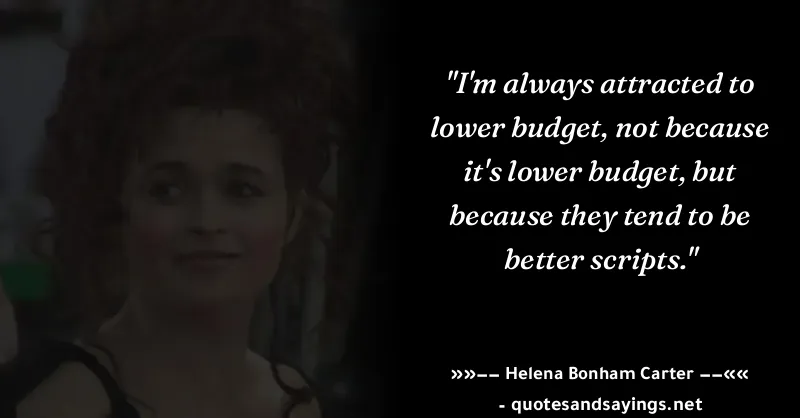 "I'm always attracted to
lower budget, not because
it's lower budget, but
because they tend to be
better scripts."
»»−− Helena Bonham Carter −−««
- quotesandsayings.net